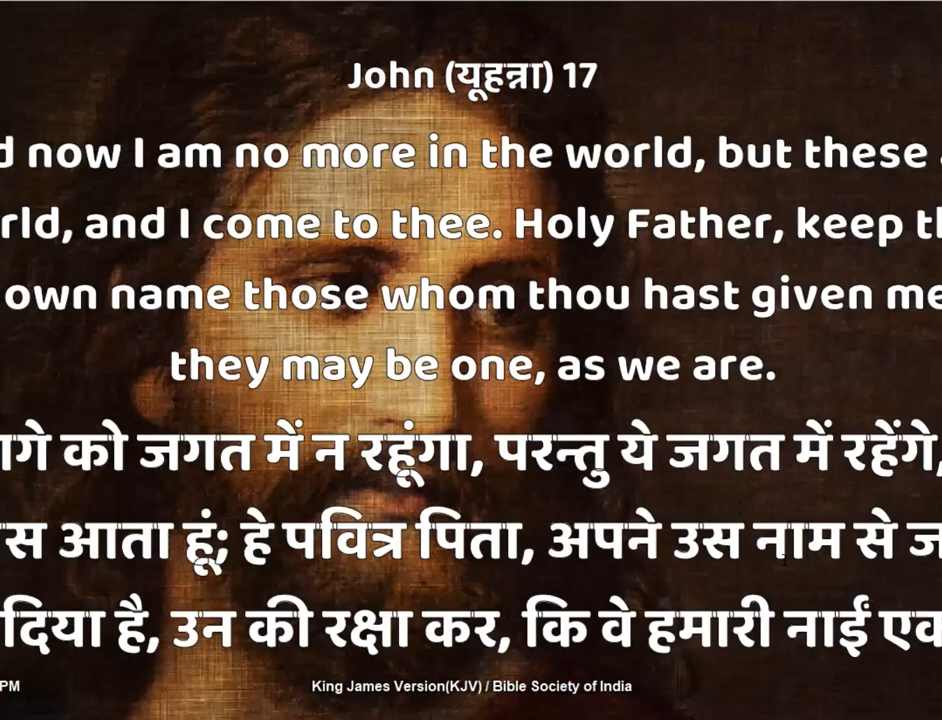 John (यूहन्ना) 17
now I am no more in the world, but these
and I come to thee. Holy Father, keep
own name those whom thou hast given me
they may be one, as we are.
को जगत में न रहूंगा, परन्तु ये जगत में रहेंगे,
आता हूं; हे पवित्र पिता, अपने उस नाम से
दिया है, उन की रक्षा कर, कि वे हमारी नाईं
PM
King James Version(KJV) / Bible Society of India